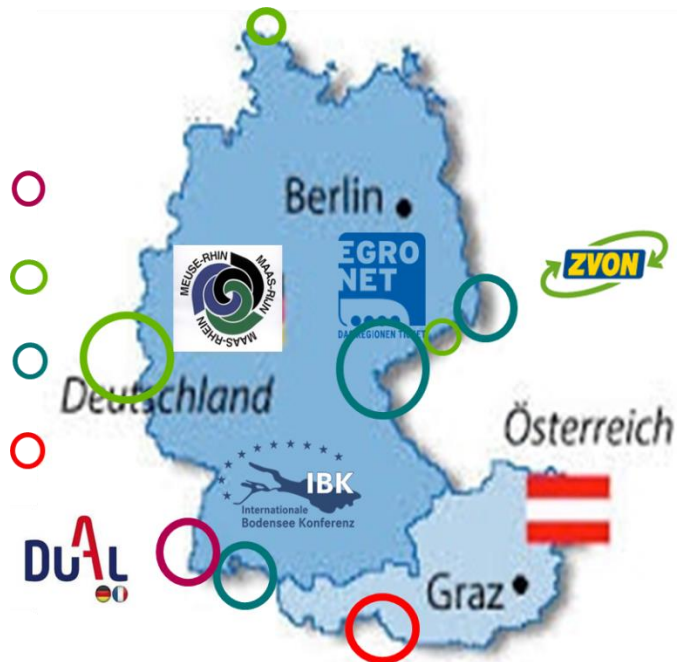 Berlin
MEUSE-RHIN
MAAS-RIJN
MAAS-RHEIN
EGRO
NET
ZVON
Deutschland
Österreich
IBK
Internationale
Bodensee Konferenz
DUAL
Graz